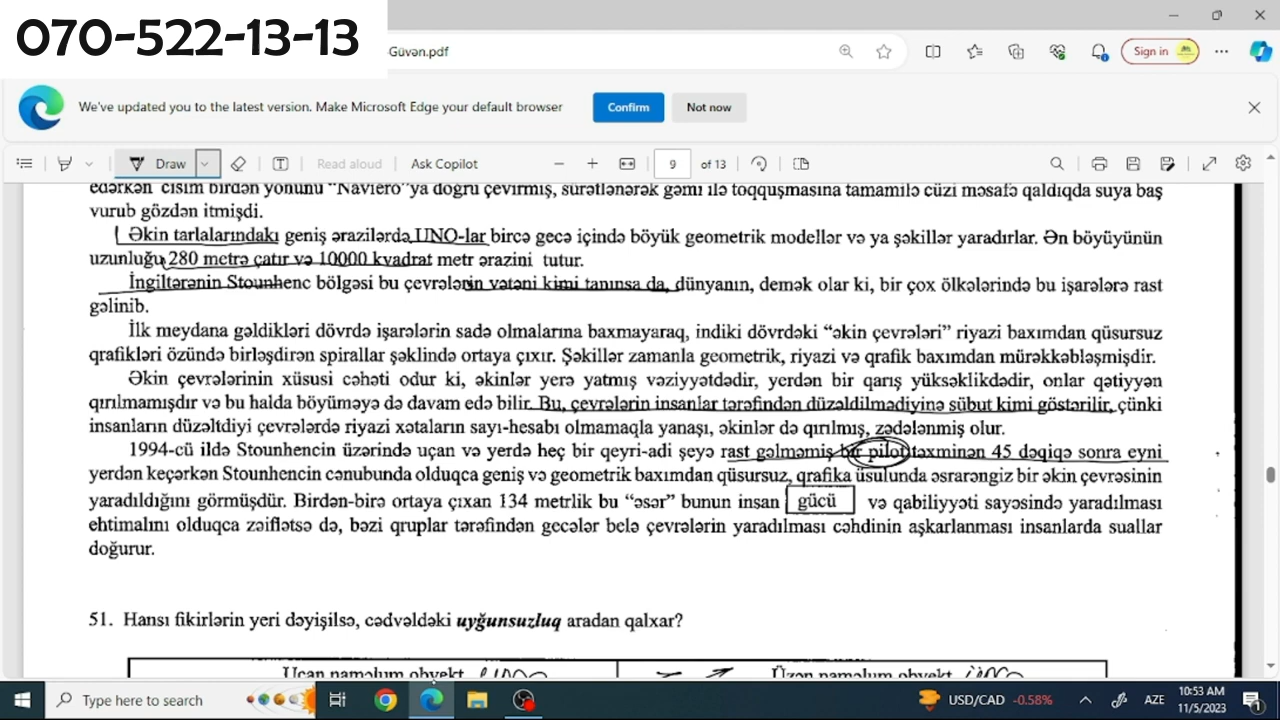 070-522-13-13
Güvən.pdf
Sign in
We've updated you to the latest version. Make Microsoft Edge your default browser
Confirm
Not now
Draw
Read aloud
Ask Copilot
9
of 13
edərkən cisim birdən yönünü “Naviero”ya doğru çevirmiş, sürətlənərək gəmi ilə toqquşmasına tamamilə cüzi məsafə qaldıqda suya baş
vurub gözdən itmişdi.
Əkin tarlalarındakı geniş ərazilərdə UNO-lar bircə gecə içində böyük geometrik modellər və ya şəkillər yaradırlar. Ən böyüyünün
uzunluğu 280 metrə çatır və 10000 kvadrat metr ərazini tutur.
İngiltərənin Stounhenc bölgəsi bu çevrələrin vətəni kimi tanınsa da, dünyanın, demək olar ki, bir çox ölkələrində bu işarələrə rast
gəlinib.
İlk meydana gəldikləri dövrdə işarələrin sadə olmalarına baxmayaraq, indiki dövrdəki “əkin çevrələri” riyazi baxımdan qüsursuz
qrafikləri özündə birləşdirən spirallar şəklində ortaya çıxır. Şəkillər zamanla geometrik, riyazi və qrafik baxımdan mürəkkəbləşmişdir.
Əkin çevrələrinin xüsusi cəhəti odur ki, əkinlər yerə yatmış vəziyyətdədir, yerdən bir qarış yüksəklikdədir, onlar qətiyyən
qırılmamışdır və bu halda böyüməyə də davam edə bilir. Bu, çevrələrin insanlar tərəfindən düzəldilmədiyinə sübut kimi göstərilir, çünki
insanların düzəltdiyi çevrələrdə riyazi xətaların sayı-hesabı olmamaqla yanaşı, əkinlər də qırılmış, zədələnmiş olur.
1994-cü ildə Stounhencin üzərində uçan və yerdə heç bir qeyri-adi şeyə rast gəlməmiş bir pilot təxminən 45 dəqiqə sonra eyni
yerdən keçərkən Stounhencin cənubunda olduqca geniş və geometrik baxımdan qüsursuz, qrafika üsulunda əsrarəngiz bir əkin çevrəsinin
yaradıldığını görmüşdür. Birdən-birə ortaya çıxan 134 metrlik bu “əsər” bunun insan gücü və qabiliyyəti sayəsində yaradılması
ehtimalını olduqca zəiflətsə də, bəzi qruplar tərəfindən gecələr belə çevrələrin yaradılması cəhdinin aşkarlanması insanlarda suallar
doğurur.
51. Hansı fikirlərin yeri dəyişilsə, cədvəldəki uyğunsuzluq aradan qalxar?
Uçan naməlum obyekt
Üzən naməlum obyekt
Type here to search
USD/CAD -0.58%
AZE
10:53 AM
11/5/2023
1